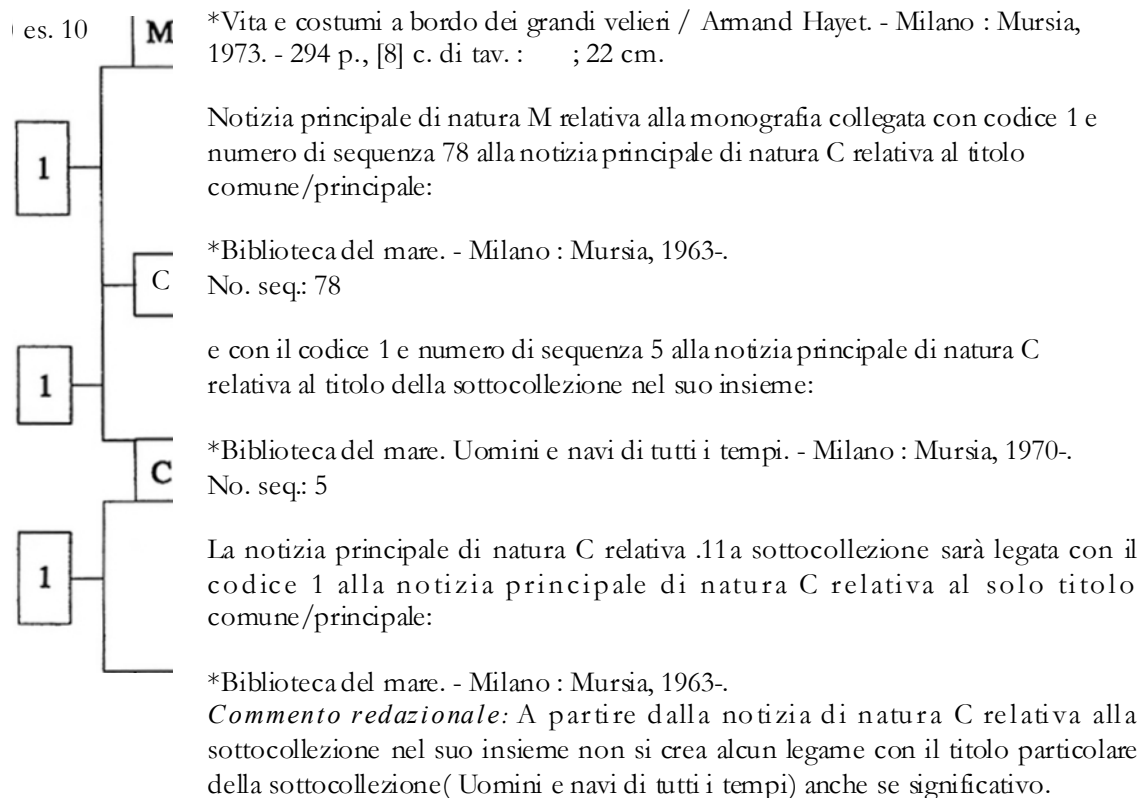 ) es. 10
M
*Vita e costumi a bordo dei grandi velieri / Armand Hayet. - Milano : Mursia,
1973. - 294 p., [8] c. di tav. : ; 22 cm.
1
Notizia principale di natura M relativa alla monografia collegata con codice 1 e
numero di sequenza 78 alla notizia principale di natura C relativa al titolo
comune/principale:
*Biblioteca del mare. - Milano : Mursia, 1963-.
C
No. seq.: 78
1
e con il codice 1 e numero di sequenza 5 alla notizia principale di natura C
relativa al titolo della sottocollezione nel suo insieme:
*Biblioteca del mare. Uomini e navi di tutti i tempi. - Milano : Mursia, 1970-.
C
No. seq.: 5
1
La notizia principale di natura C relativa .11a sottocollezione sarà legata con il
codice 1 alla notizia principale di natura C relativa al solo titolo
comune/principale:
*Biblioteca del mare. - Milano : Mursia, 1963-.
Commento redazionale: A partire dalla notizia di natura C relativa alla
sottocollezione nel suo insieme non si crea alcun legame con il titolo particolare
della sottocollezione( Uomini e navi di tutti i tempi) anche se significativo.